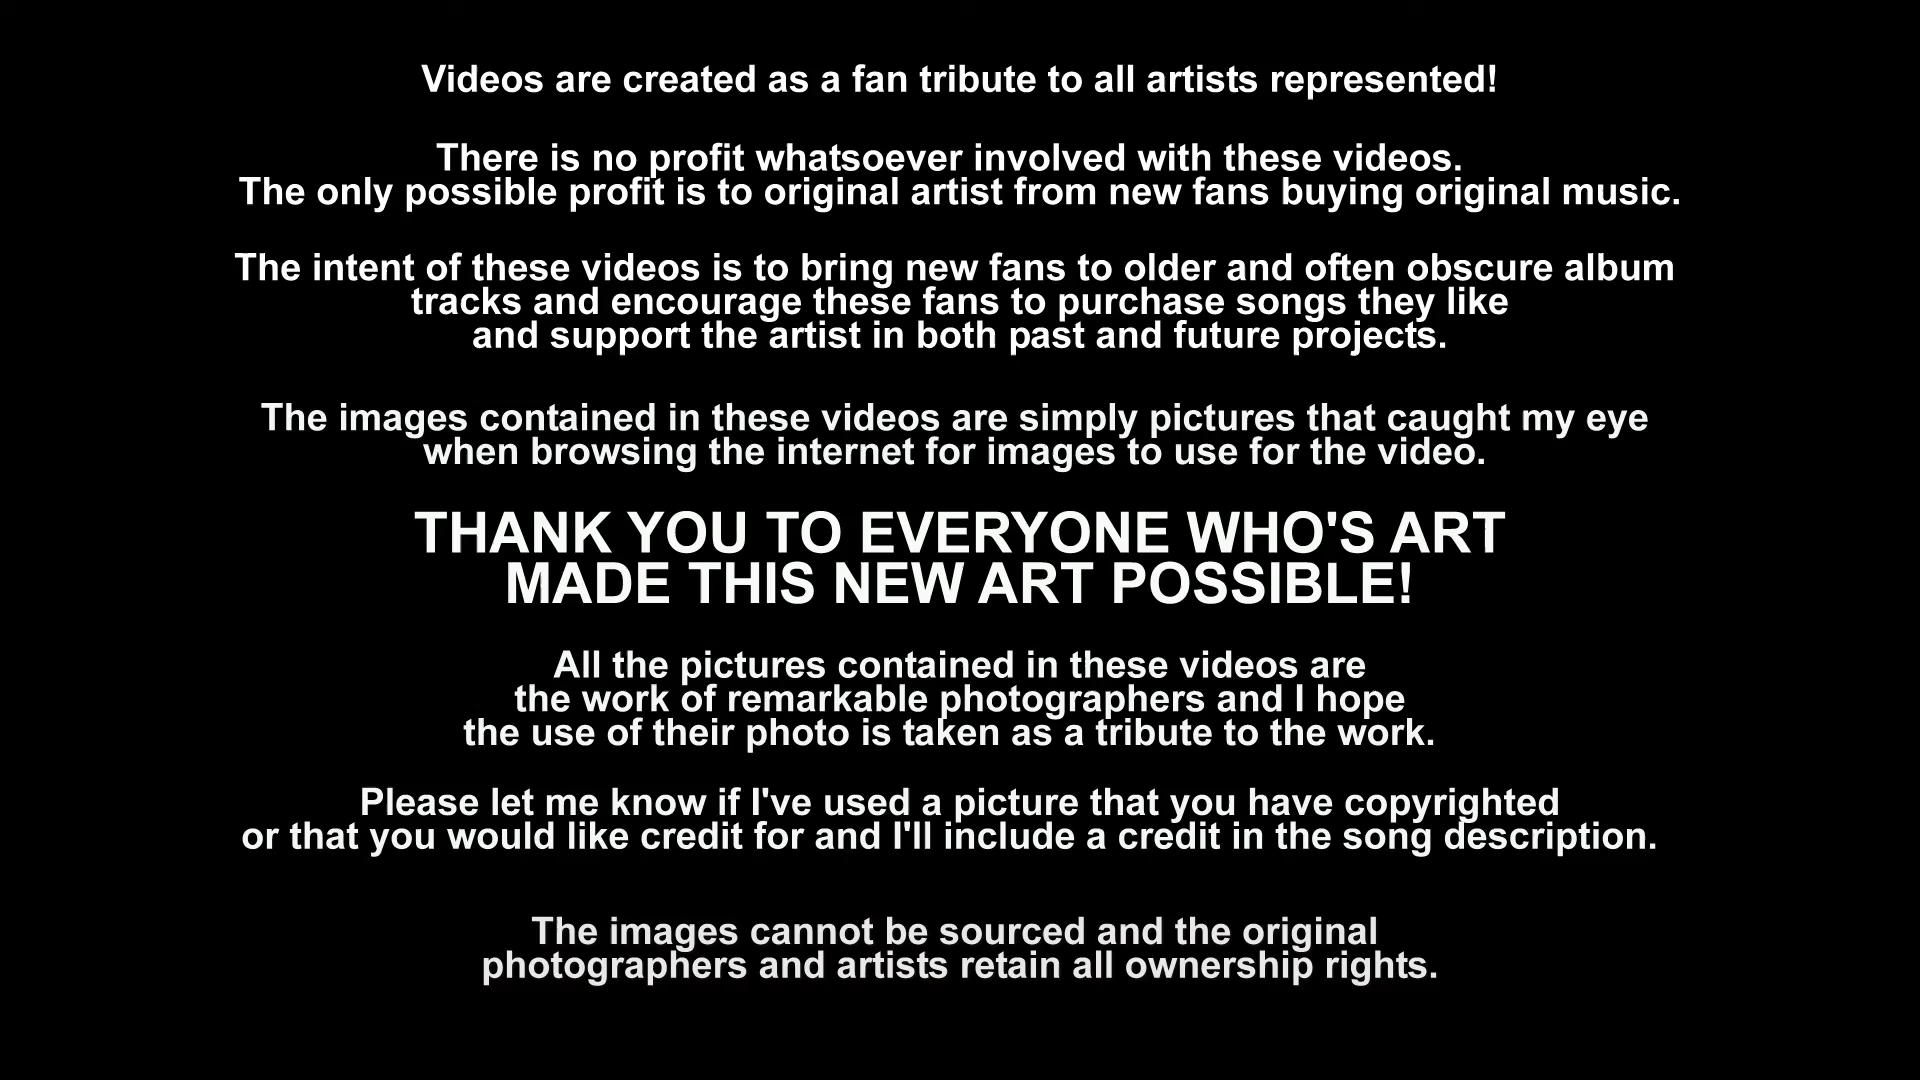 Videos are created as a fan tribute to all artists represented!
There is no profit whatsoever involved with these videos.
The only possible profit is to original artist from new fans buying original music.
The intent of these videos is to bring new fans to older and often obscure album
tracks and encourage these fans to purchase songs they like
and support the artist in both past and future projects.
The images contained in these videos are simply pictures that caught my eye
when browsing the internet for images to use for the video.
THANK YOU TO EVERYONE WHO'S ART
MADE THIS NEW ART POSSIBLE!
All the pictures contained in these videos are
the work of remarkable photographers and I hope
the use of their photo is taken as a tribute to the work.
Please let me know if I've used a picture that you have copyrighted
or that you would like credit for and I'll include a credit in the song description.
The images cannot be sourced and the original
photographers and artists retain all ownership rights.